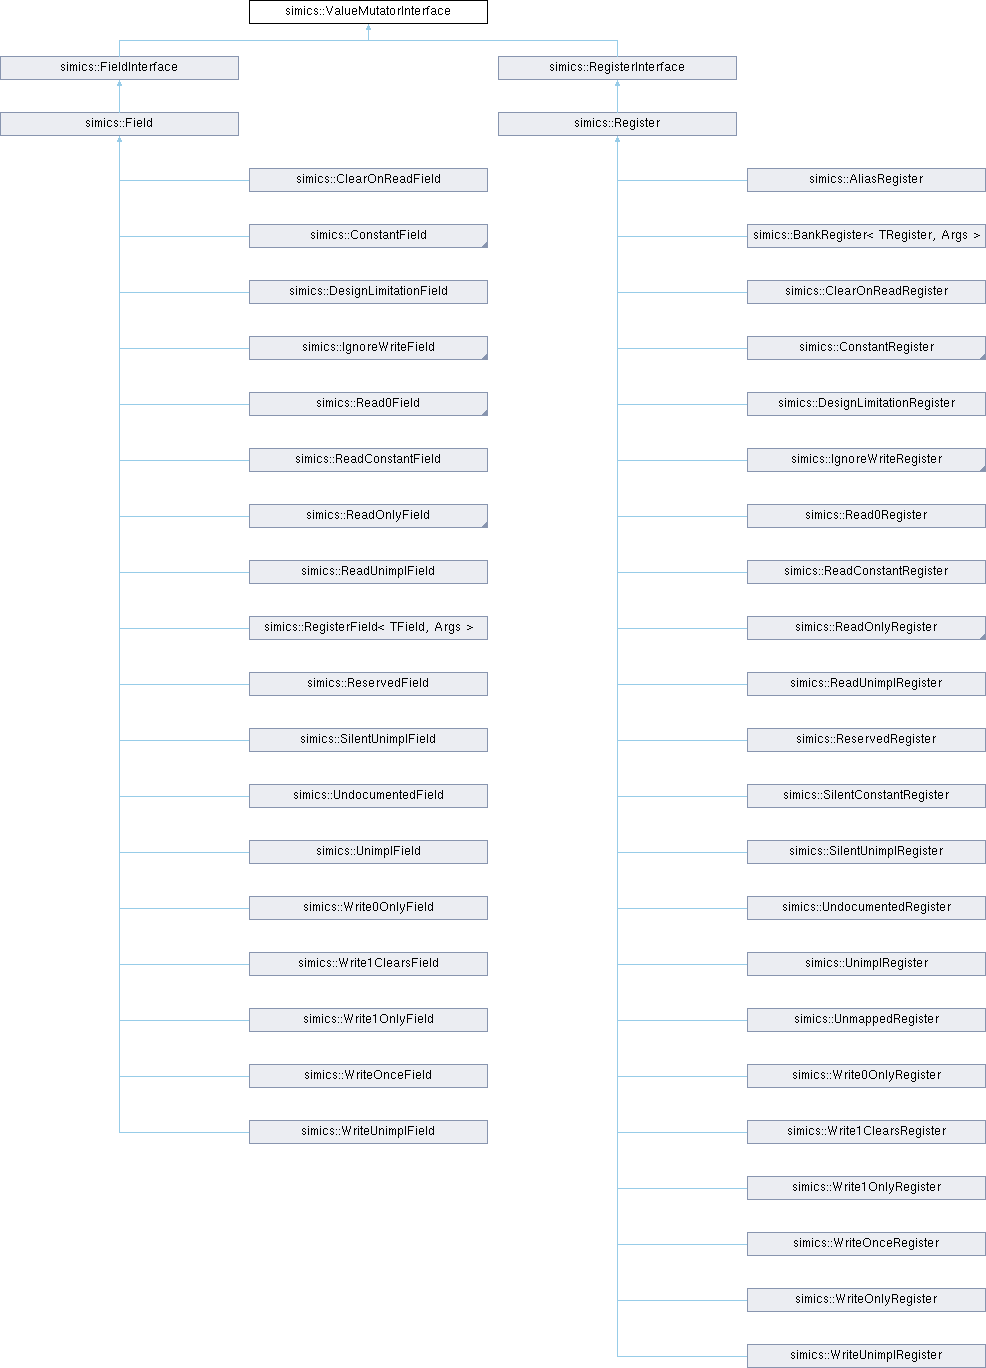 simics::ValueMutatorInterface
simics::FieldInterface
simics::RegisterInterface
simics::Field
simics::Register
simics::ClearOnReadField
simics::AliasRegister
simics::ConstantField
simics::BankRegister< TRegister, Args >
simics::DesignLimitationField
simics::ClearOnReadRegister
simics::IgnoreWriteField
simics::ConstantRegister
simics::Read0Field
simics::DesignLimitationRegister
simics::ReadConstantField
simics::IgnoreWriteRegister
simics::ReadOnlyField
simics::Read0Register
simics::ReadUnimplField
simics::ReadConstantRegister
simics::RegisterField< TField, Args >
simics::ReadOnlyRegister
simics::ReservedField
simics::ReadUnimplRegister
simics::SilentUnimplField
simics::ReservedRegister
simics::UndocumentedField
simics::SilentConstantRegister
simics::UnimplField
simics::SilentUnimplRegister
simics::Write0OnlyField
simics::UndocumentedRegister
simics::Write1ClearsField
simics::UnimplRegister
simics::Write1OnlyField
simics::UnmappedRegister
simics::WriteOnceField
simics::Write0OnlyRegister
simics::WriteUnimplField
simics::Write1ClearsRegister
simics::Write1OnlyRegister
simics::WriteOnceRegister
simics::WriteOnlyRegister
simics::WriteUnimplRegister